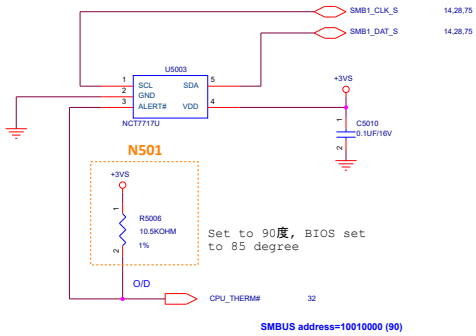 SMB1_CLK_S 14,28,75
SMB1_DAT_S 14,28,75
U5003
1 SCL SDA 5
2 GND
3 ALERT# VDD 4
NCT7717U
+3VS
1
C5010
0.1UF/16V
2
N501
+3VS
1
R5006
10.5KOHM
1%
2
Set to 90度, BIOS set
to 85 degree
O/D
CPU_THERM# 32
SMBUS address=10010000 (90)